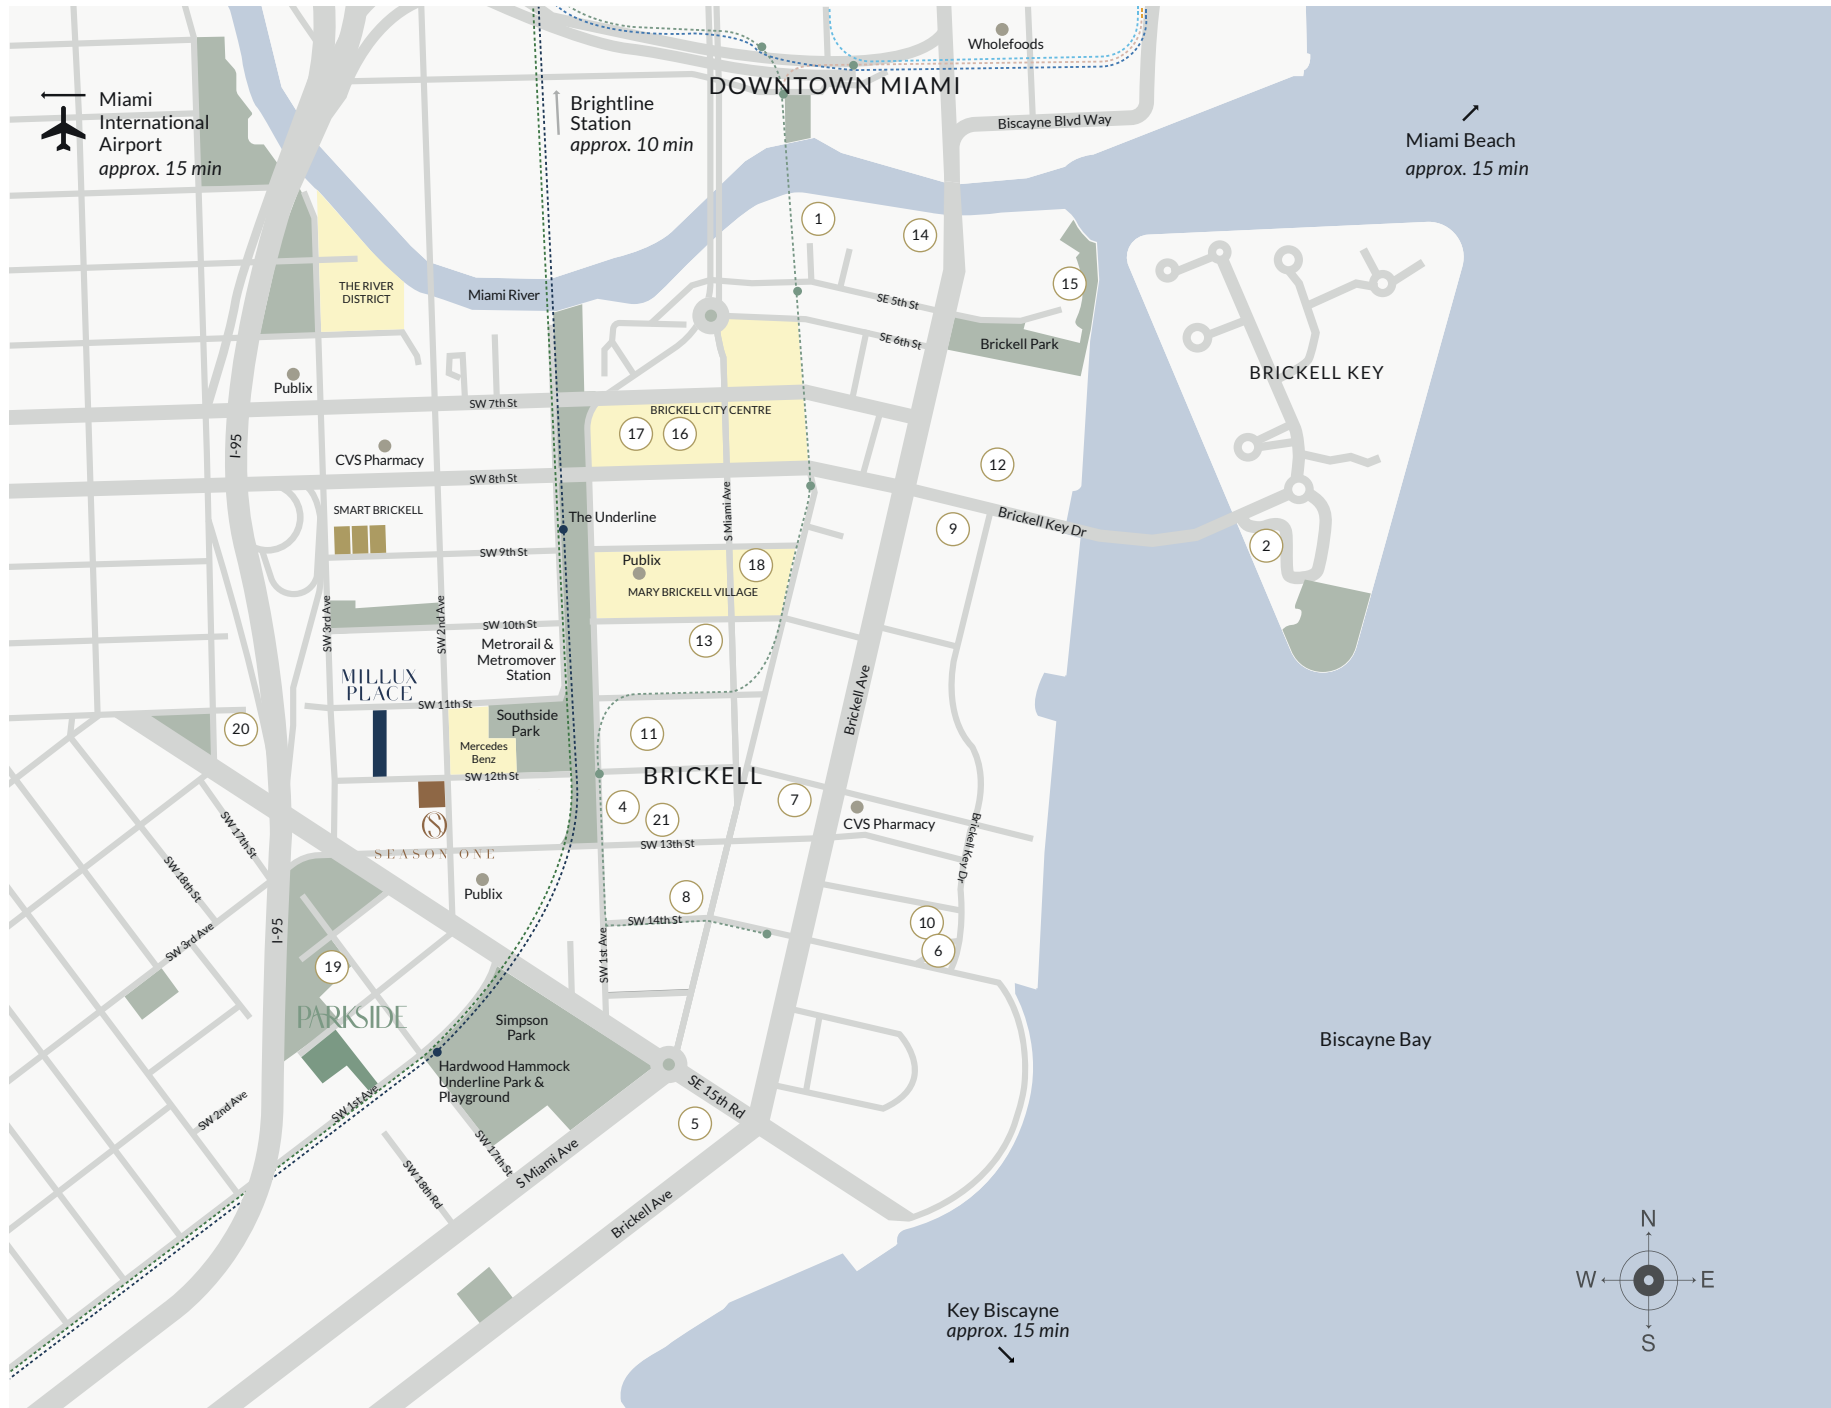 Wholefoods
DOWNTOWN MIAMI
Miami
International
Airport
approx. 15 min
Brightline
Station
approx. 10 min
Biscayne Blvd Way
Miami Beach
approx. 15 min
1
14
15
THE RIVER
DISTRICT
Miami River
SE 5th St
SE 6th St
Brickell Park
BRICKELL KEY
Publix
SW 7th St
BRICKELL CITY CENTRE
17
16
I-95
CVS Pharmacy
SW 8th St
12
SMART BRICKELL
The Underline
S Miami Ave
Brickell Key Dr
9
2
SW 9th St
Publix
18
MARY BRICKELL VILLAGE
SW 3rd Ave
SW 2nd Ave
SW 10th St
13
Metrorail &
Metromover
Station
MILLUX
PLACE
SW 11th St
Southside
Park
Brickell Ave
20
11
Mercedes
Benz
SW 12th St
BRICKELL
4
21
7
CVS Pharmacy
SW 17th St
SEASON ONE
SW 13th St
Brickell Key Dr
SW 18th St
Publix
8
SW 14th St
10
6
SW 3rd Ave
I-95
SW 1st Ave
19
PARKSIDE
Simpson
Park
Biscayne Bay
Hardwood Hammock
Underline Park &
Playground
SE 15th Rd
SW 2nd Ave
SW 1st Ave
5
SW 17th St
S Miami Ave
SW 18th Rd
Brickell Ave
N
W
E
S
Key Biscayne
approx. 15 min